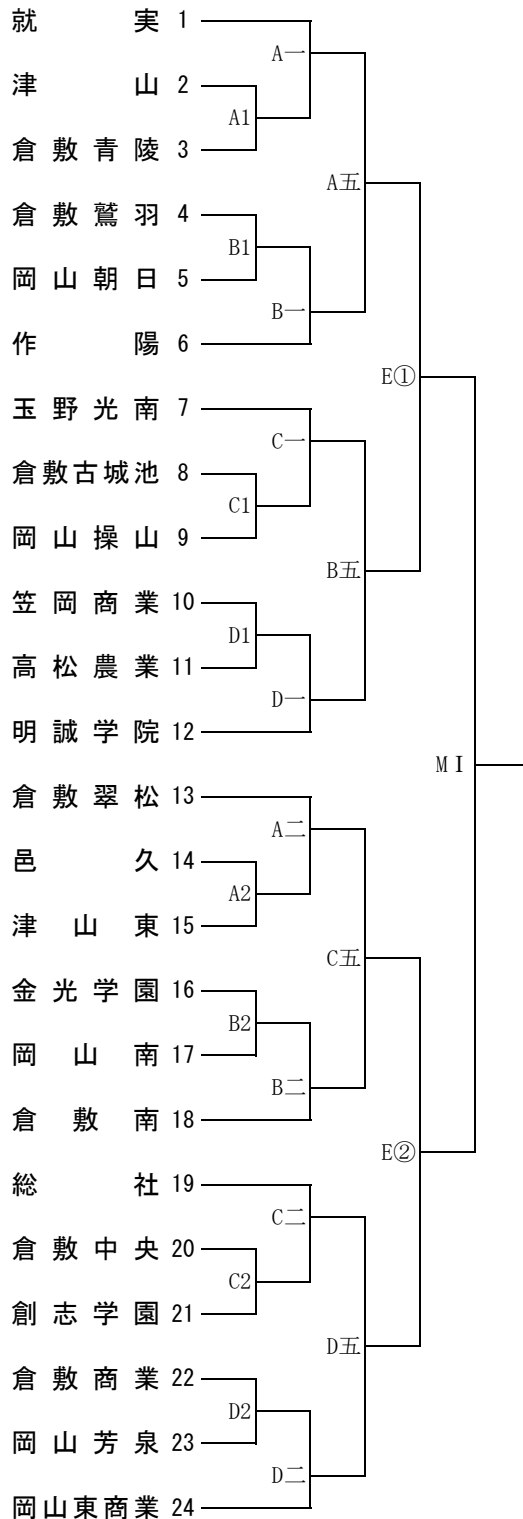 就実 1
A一
津山 2
A1
倉敷青陵 3
A五
倉敷鷲羽 4
B1
岡山朝日 5
B一
作陽 6
E①
玉野光南 7
C一
倉敷古城池 8
C1
岡山操山 9
B五
笠岡商業 10
D1
高松農業 11
D一
明誠学院 12
MⅠ
倉敷翠松 13
A二
邑久 14
A2
津山東 15
C五
金光学園 16
B2
岡山南 17
B二
倉敷南 18
E②
総社 19
C二
倉敷中央 20
C2
創志学園 21
D五
倉敷商業 22
D2
岡山芳泉 23
D二
岡山東商業 24